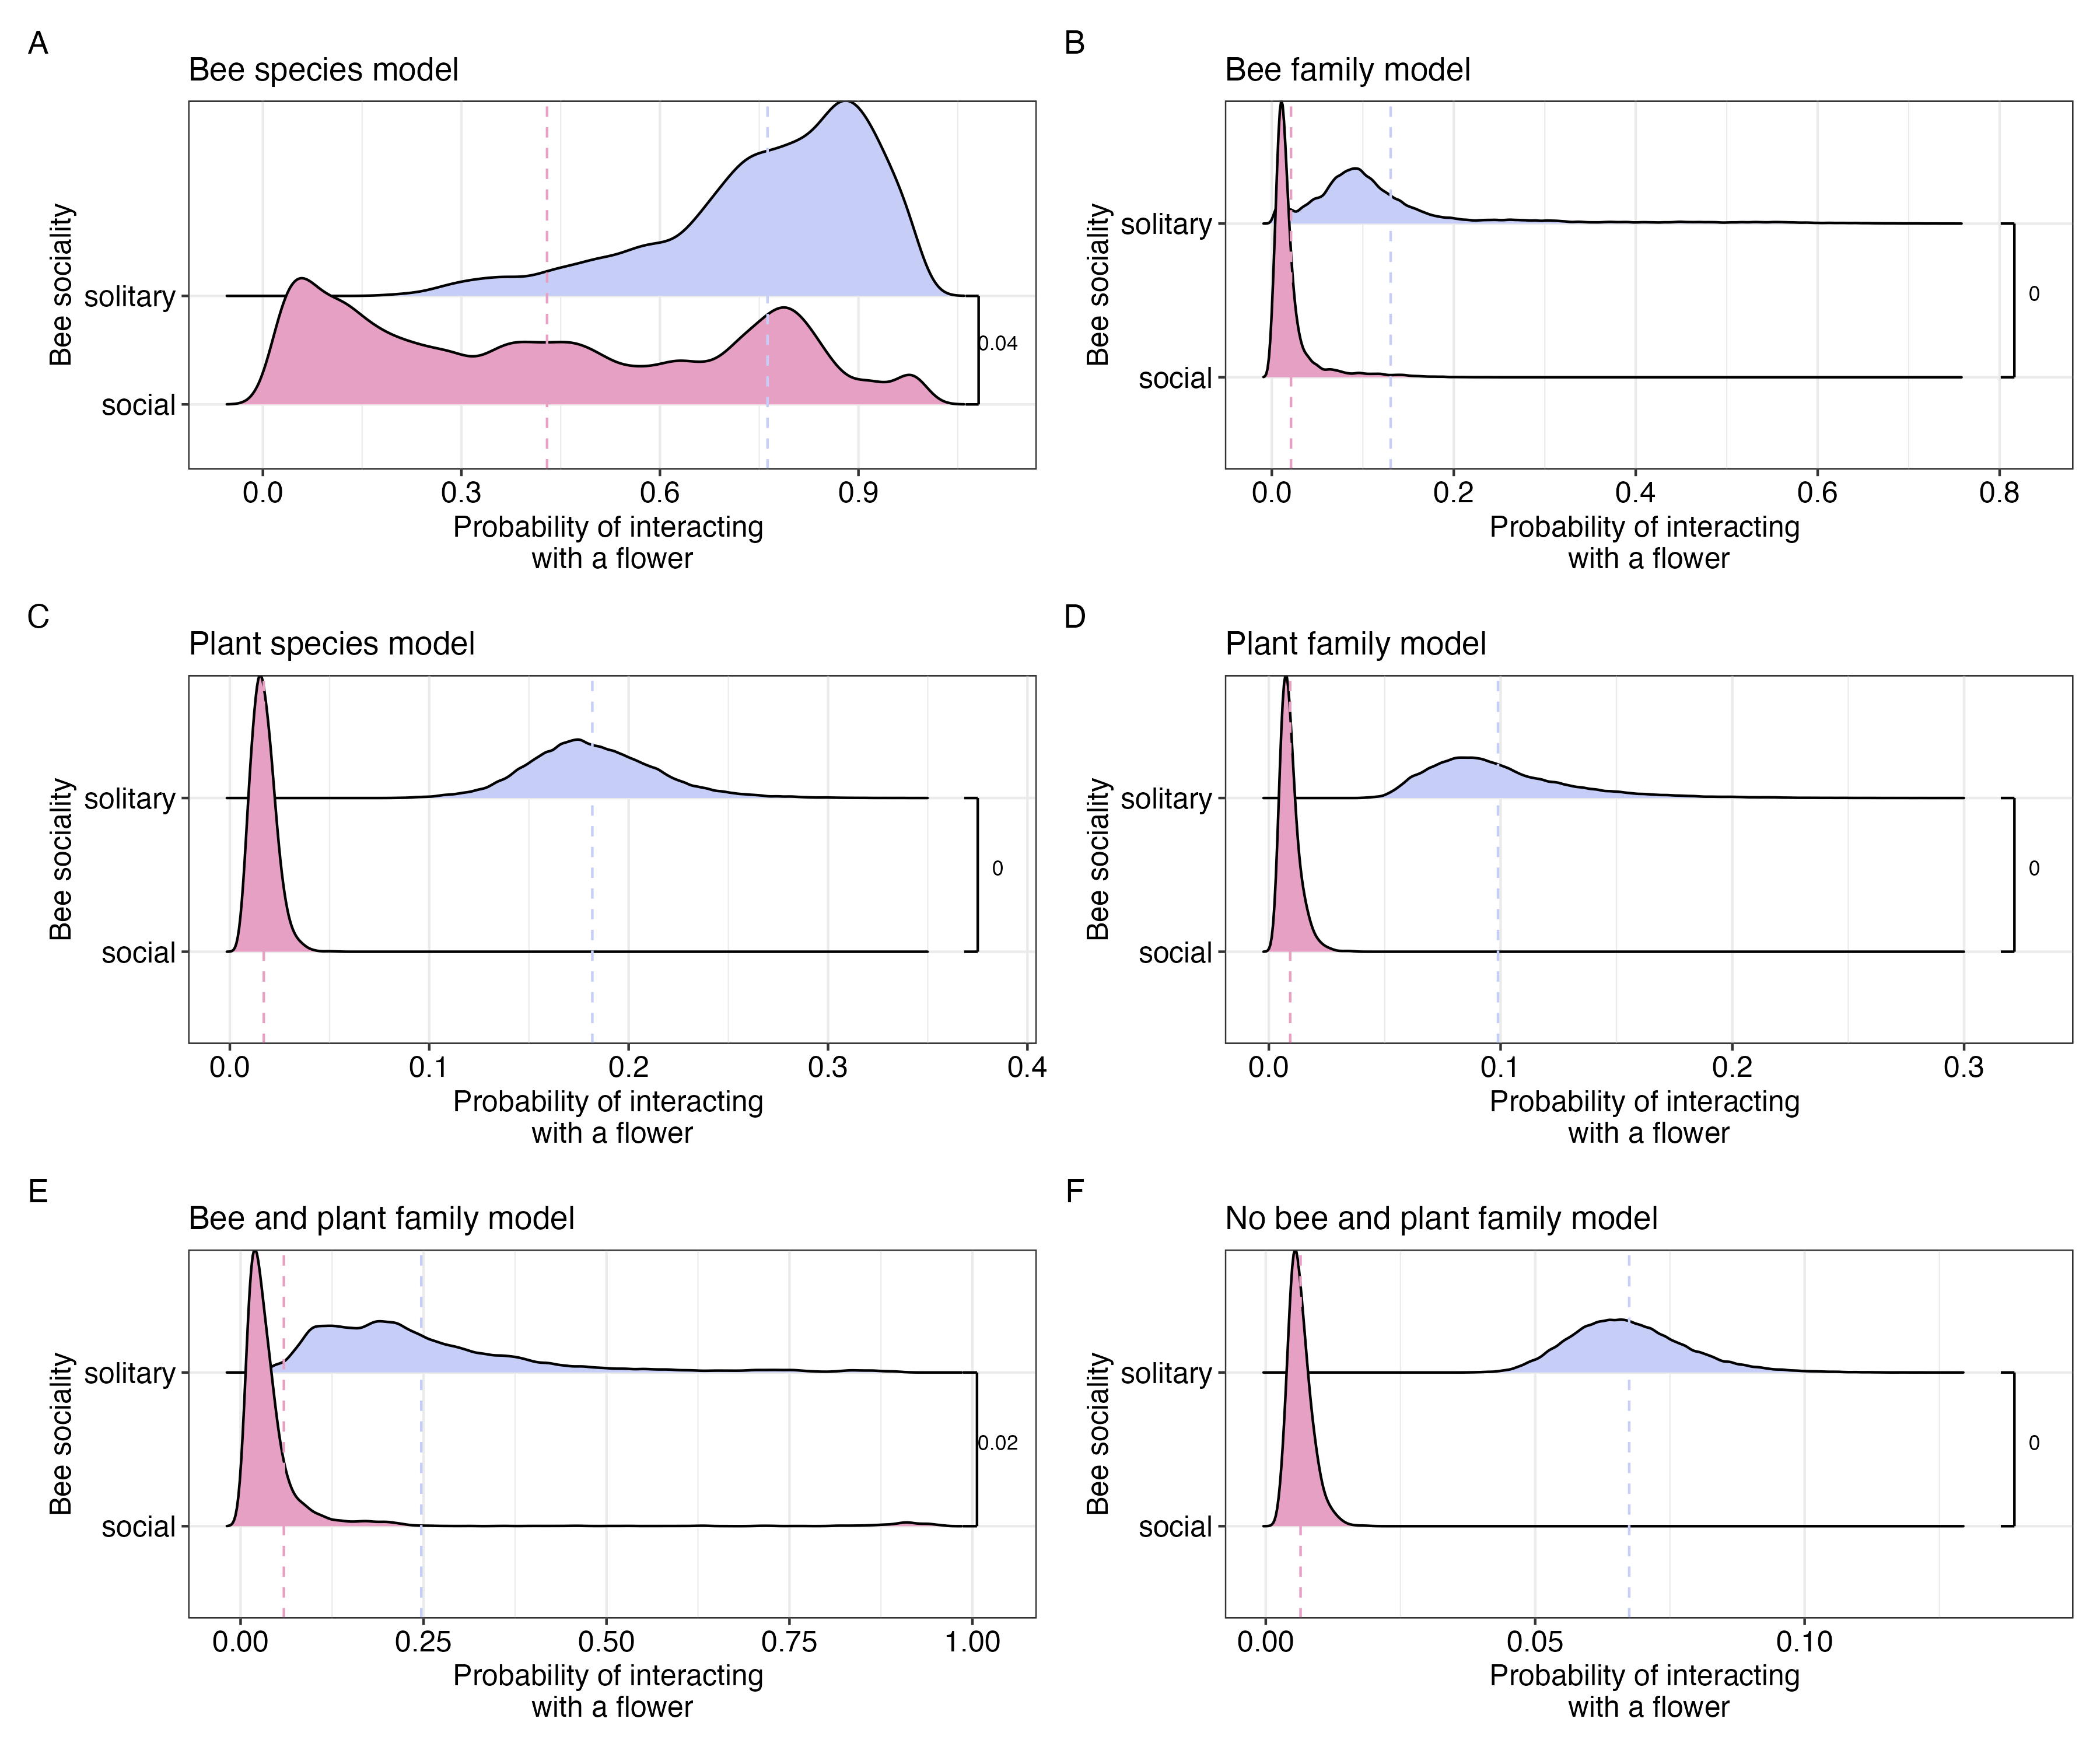 A
Bee species model
Bee sociality
solitary
social
0.04
0.0 0.3 0.6 0.9
Probability of interacting
with a flower
B
Bee family model
Bee sociality
solitary
social
0
0.0 0.2 0.4 0.6 0.8
Probability of interacting
with a flower
C
Plant species model
Bee sociality
solitary
social
0
0.0 0.1 0.2 0.3 0.4
Probability of interacting
with a flower
D
Plant family model
Bee sociality
solitary
social
0
0.0 0.1 0.2 0.3
Probability of interacting
with a flower
E
Bee and plant family model
Bee sociality
solitary
social
0.02
0.00 0.25 0.50 0.75 1.00
Probability of interacting
with a flower
F
No bee and plant family model
Bee sociality
solitary
social
0
0.00 0.05 0.10
Probability of interacting
with a flower